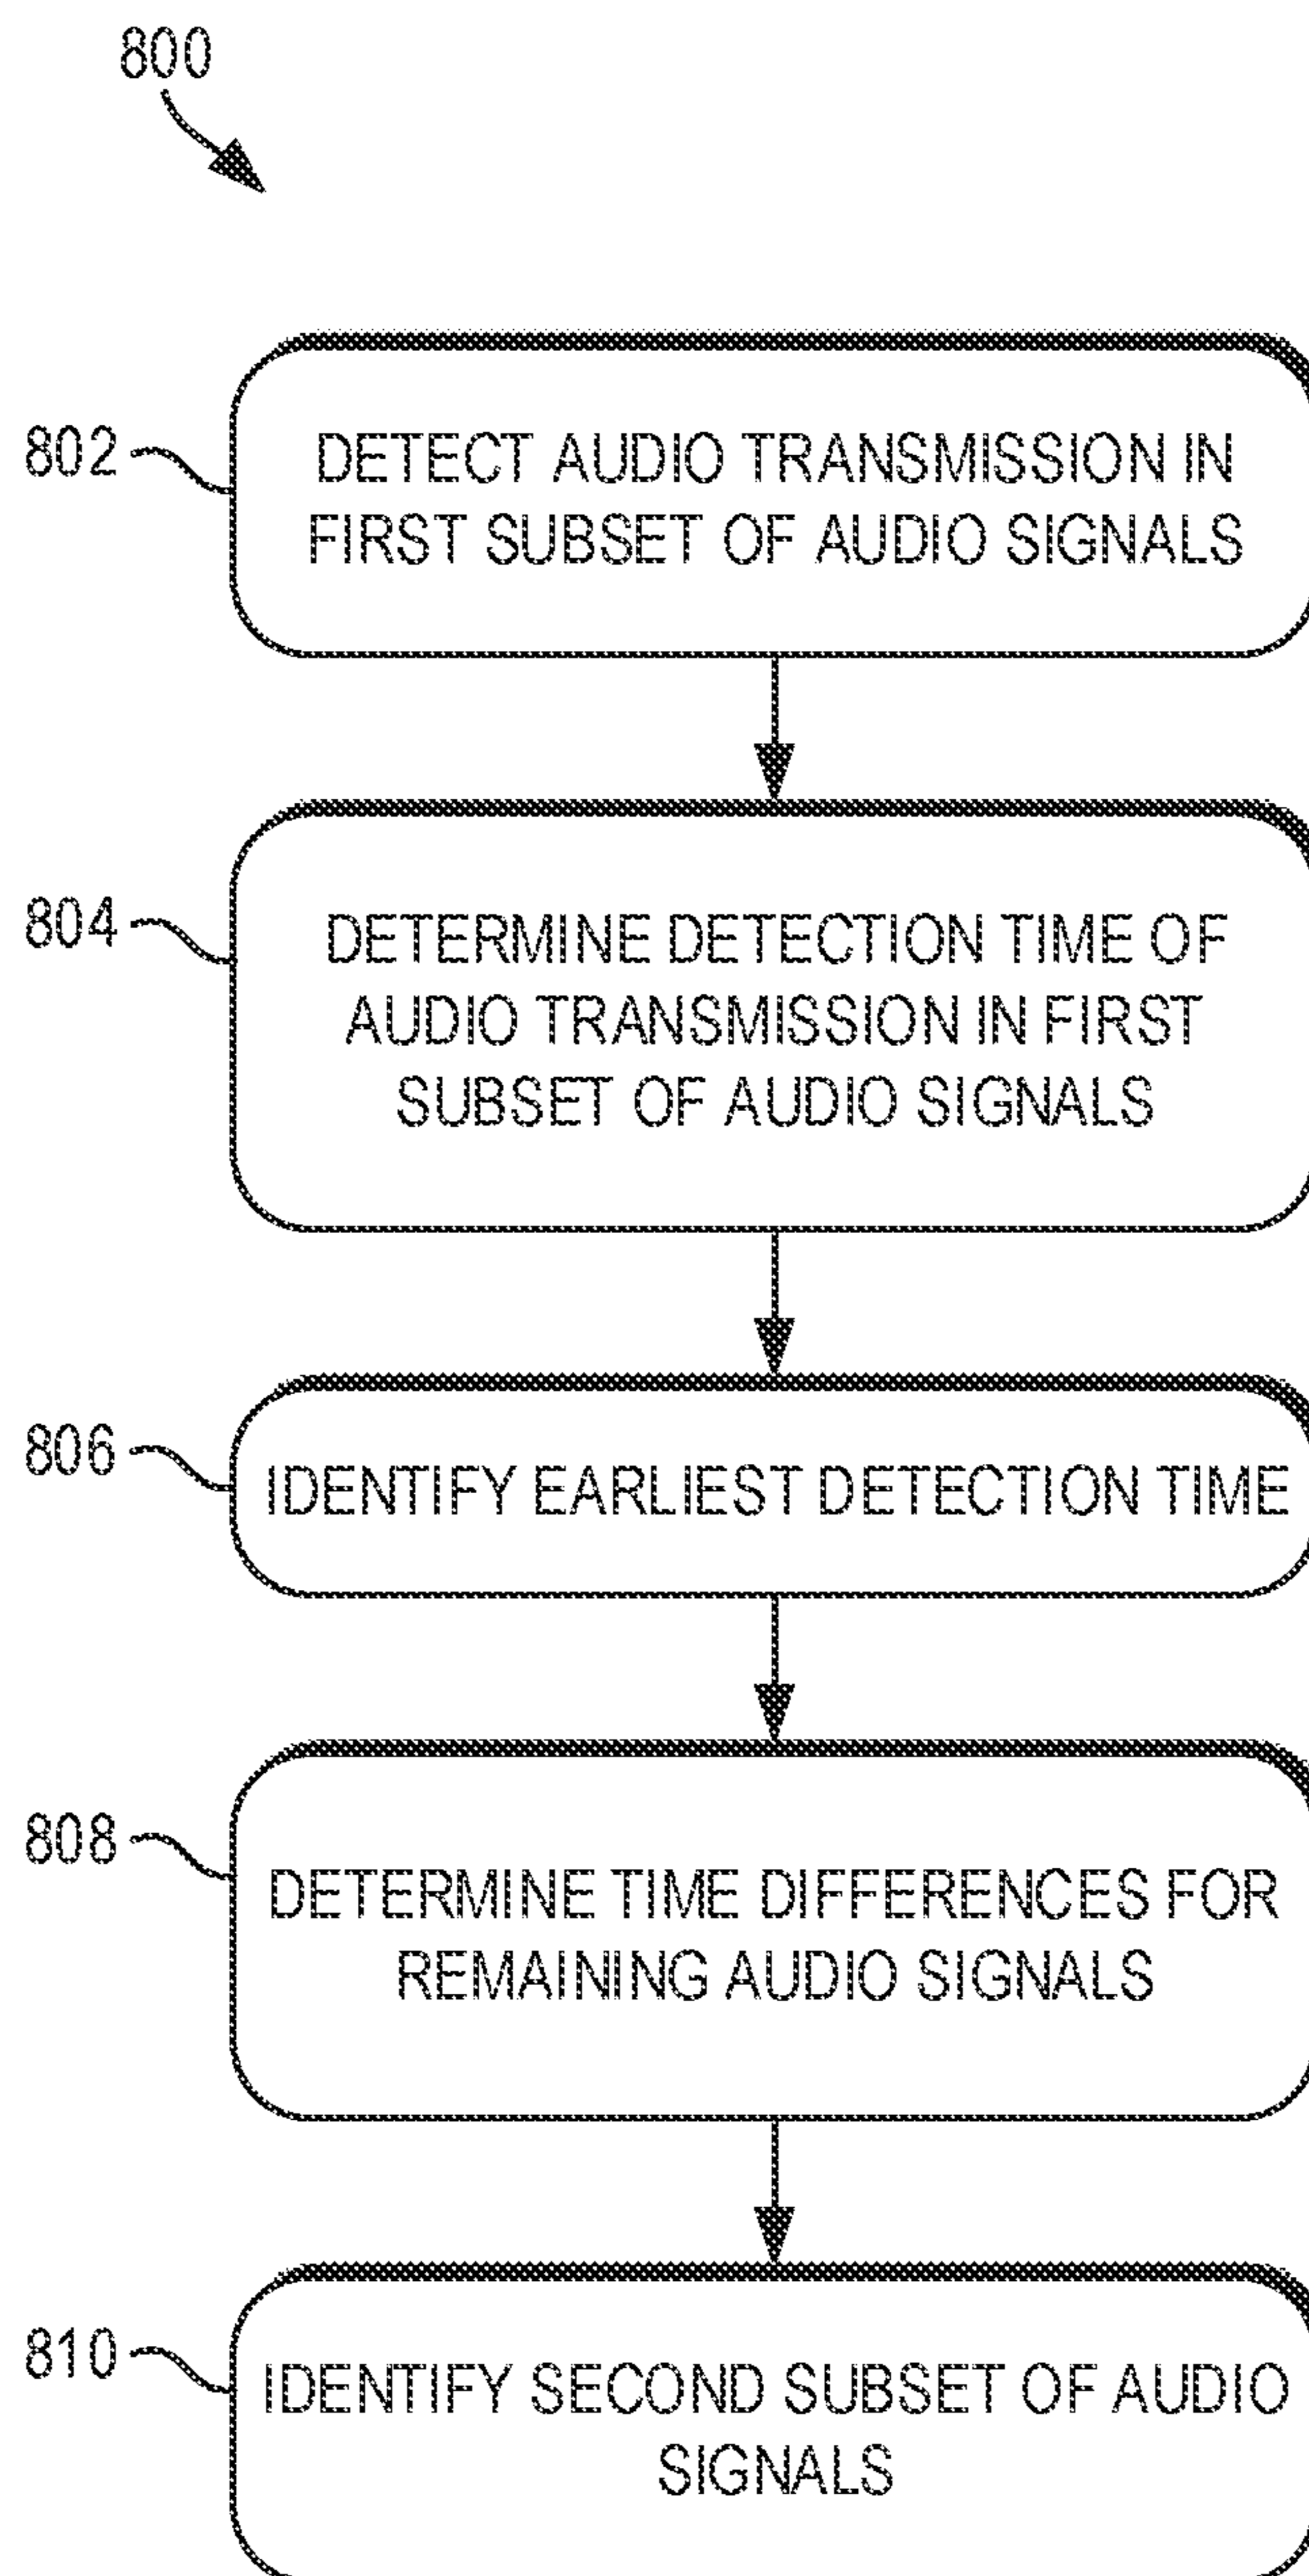 800
802
DETECT AUDIO TRANSMISSION IN
FIRST SUBSET OF AUDIO SIGNALS
804
DETERMINE DETECTION TIME OF
AUDIO TRANSMISSION IN FIRST
SUBSET OF AUDIO SIGNALS
806
IDENTIFY EARLIEST DETECTION TIME
808
DETERMINE TIME DIFFERENCES FOR
REMAINING AUDIO SIGNALS
810
IDENTIFY SECOND SUBSET OF AUDIO
SIGNALS